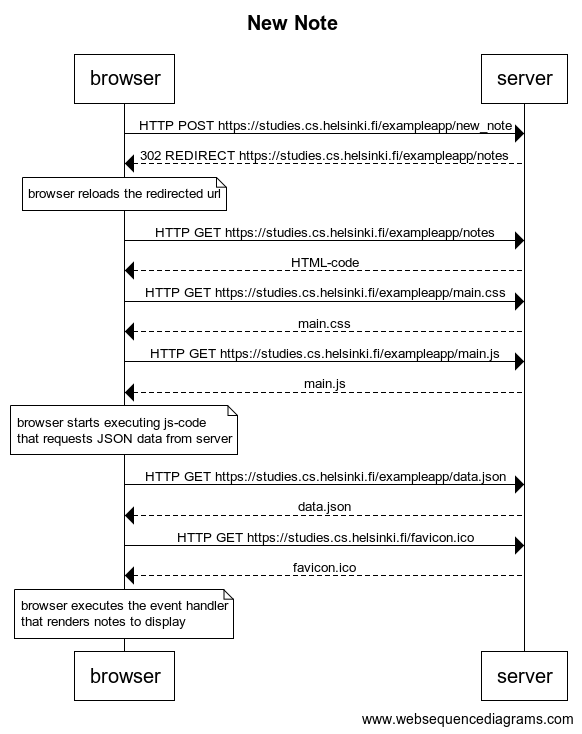 New Note
browser server
HTTP POST https://studies.cs.helsinki.fi/exampleapp/new_note
302 REDIRECT https://studies.cs.helsinki.fi/exampleapp/notes
browser reloads the redirected url
HTTP GET https://studies.cs.helsinki.fi/exampleapp/notes
HTML-code
HTTP GET https://studies.cs.helsinki.fi/exampleapp/main.css
main.css
HTTP GET https://studies.cs.helsinki.fi/exampleapp/main.js
main.js
browser starts executing js-code
that requests JSON data from server
HTTP GET https://studies.cs.helsinki.fi/exampleapp/data.json
data.json
HTTP GET https://studies.cs.helsinki.fi/favicon.ico
favicon.ico
browser executes the event handler
that renders notes to display
browser server
www.websequencediagrams.com